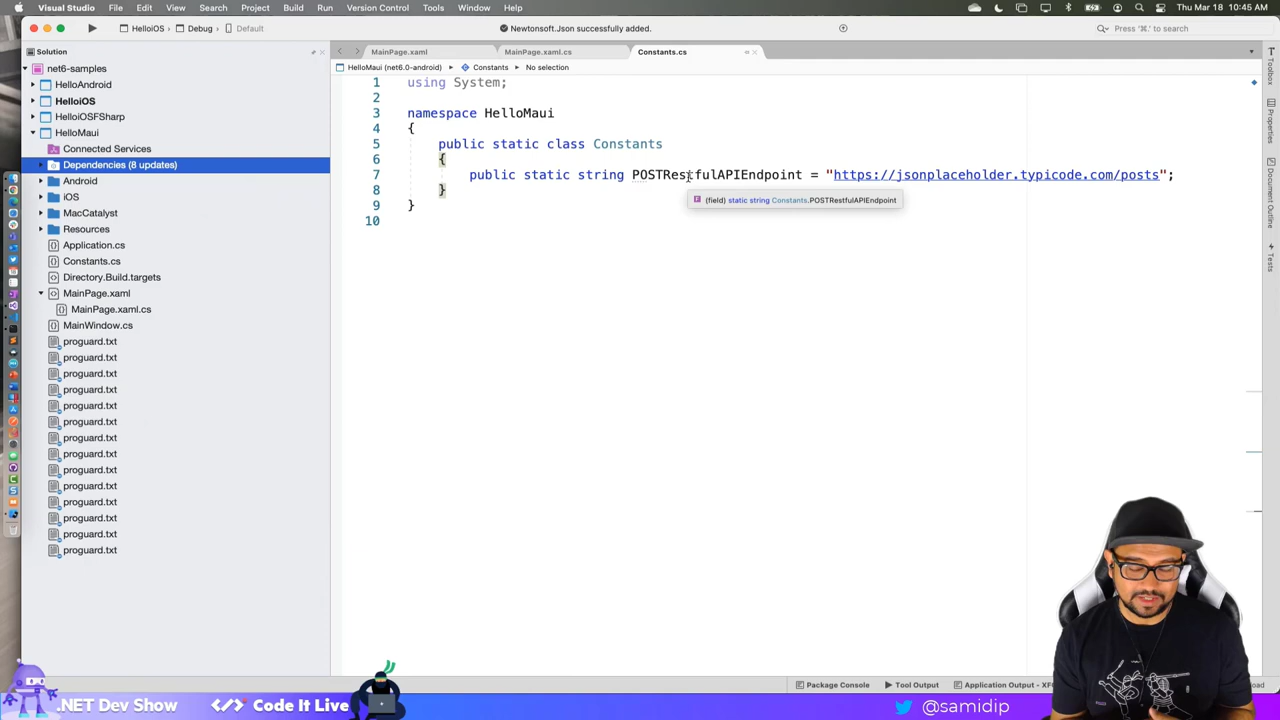 Visual Studio File Edit View Search Project Build Run Version Control Tools Window Help Thu Mar 18 10:45 AM
HelloiOS › Debug › Default
Newtonsoft.Json successfully added.
Press '⌘.' to search
Solution
MainPage.xaml
MainPage.xaml.cs
Constants.cs
HelloMaui (net6.0-android) Constants No selection
net6-samples
HelloAndroid
HelloiOS
HelloiOSFSharp
HelloMaui
Connected Services
Dependencies (8 updates)
Android
iOS
MacCatalyst
Resources
Application.cs
Constants.cs
Directory.Build.targets
MainPage.xaml
MainPage.xaml.cs
MainWindow.cs
proguard.txt
proguard.txt
proguard.txt
proguard.txt
proguard.txt
proguard.txt
proguard.txt
proguard.txt
proguard.txt
proguard.txt
proguard.txt
proguard.txt
proguard.txt
proguard.txt
1 using System;
2
3 namespace HelloMaui
4 {
5 public static class Constants
6 {
7 public static string POSTRestfulAPIEndpoint = "https://jsonplaceholder.typicode.com/posts";
8 }
9 }
10
(field) static string Constants.POSTRestfulAPIEndpoint
Toolbox
Properties
Document Outline
Tests
Package Console
Tool Output
Application Output - XF
.NET Dev Show
</> Code It Live
@samidip